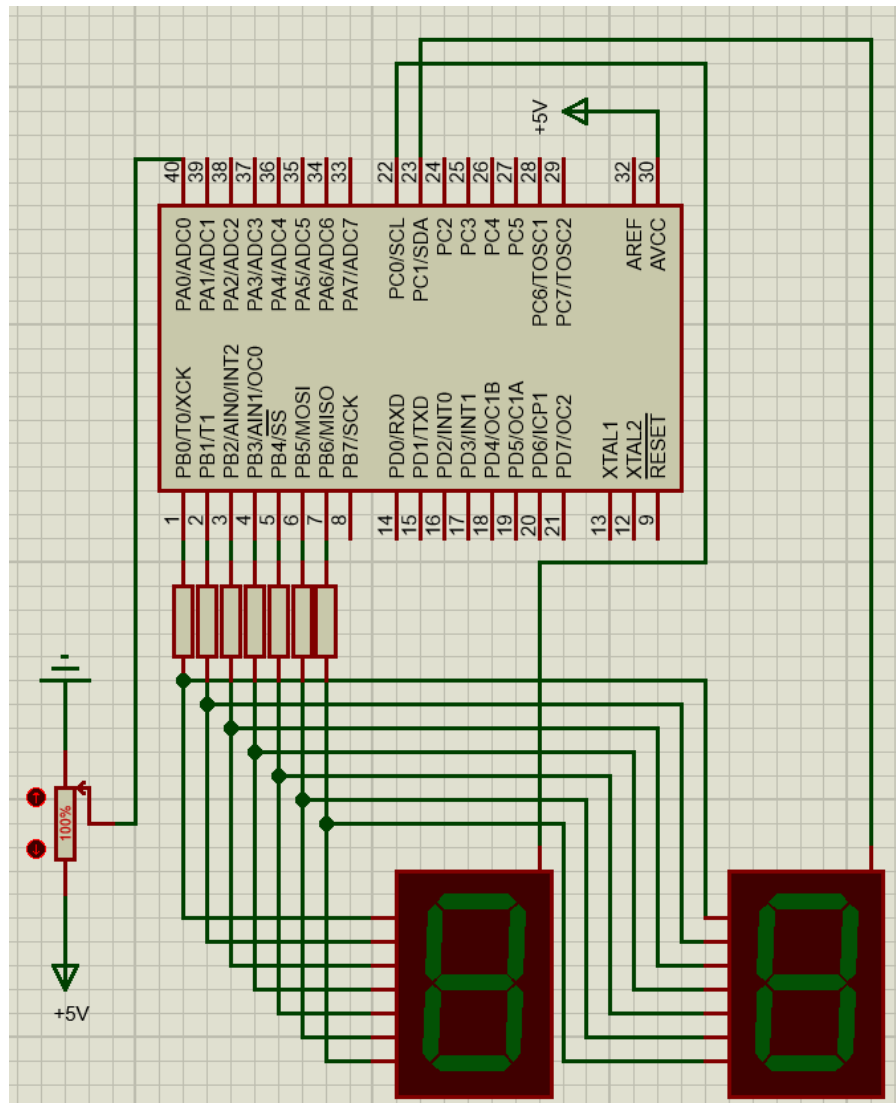 +5V
40
39
38
37
36
35
34
33
22
23
24
25
26
27
28
29
32
30
PA0/ADC0
PA1/ADC1
PA2/ADC2
PA3/ADC3
PA4/ADC4
PA5/ADC5
PA6/ADC6
PA7/ADC7
PC0/SCL
PC1/SDA
PC2
PC3
PC4
PC5
PC6/TOSC1
PC7/TOSC2
AREF
AVCC
PB0/T0/XCK
PB1/T1
PB2/AIN0/INT2
PB3/AIN1/OC0
PB4/SS
PB5/MOSI
PB6/MISO
PB7/SCK
PD0/RXD
PD1/TXD
PD2/INT0
PD3/INT1
PD4/OC1B
PD5/OC1A
PD6/ICP1
PD7/OC2
XTAL1
XTAL2
RESET
1
2
3
4
5
6
7
8
14
15
16
17
18
19
20
21
13
12
9
100%
+5V